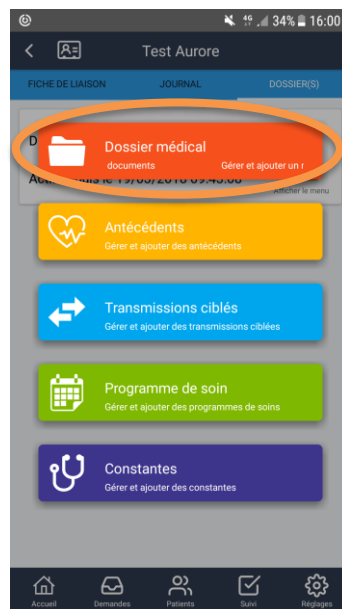 4G 34% 16:00
Test Aurore
FICHE DE LIAISON JOURNAL DOSSIER(S)
D
Dossier médical
documents Gérer et ajouter un r
Afficher le menu
Antécédents
Gérer et ajouter des antécédents
Transmissions ciblés
Gérer et ajouter des transmissions ciblées
Programme de soin
Gérer et ajouter des programmes de soins
Constantes
Gérer et ajouter des constantes
Accueil Demandes Patients Suivi Réglages